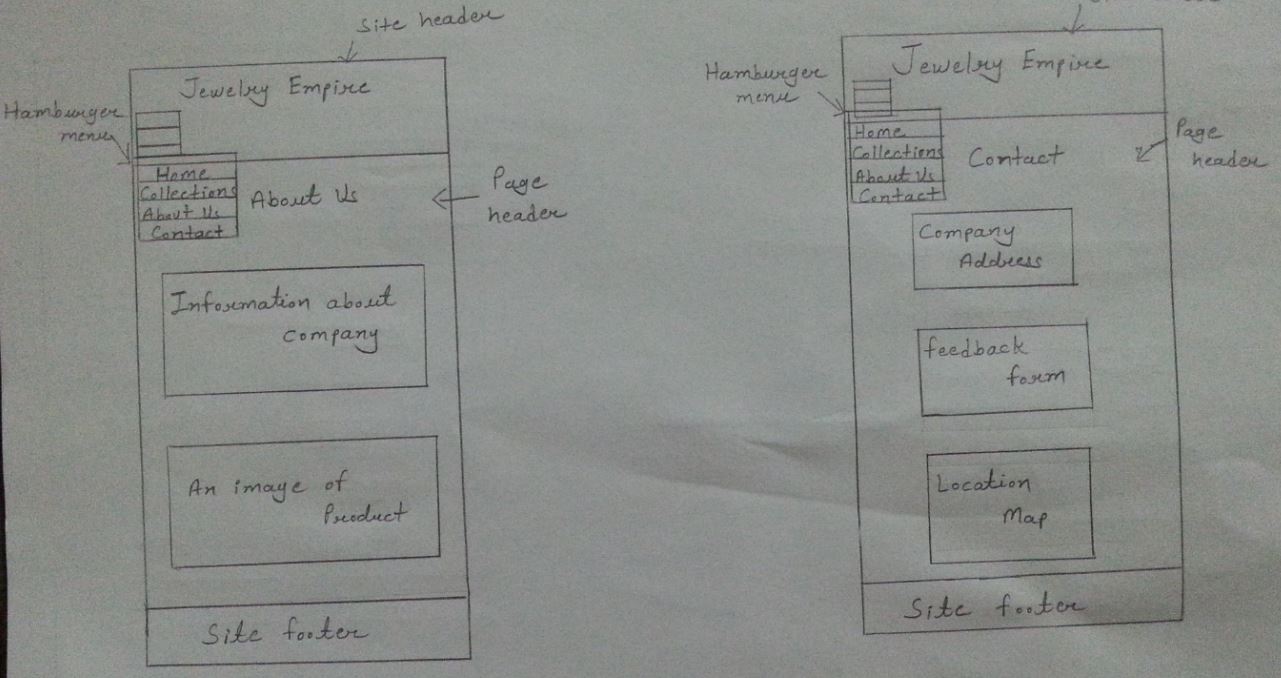 Site header
Jewelry Empire
Hamburger
menu
Home
Collections
About Us
Contact
About Us
Page
header
Information about
company
An image of
Product
Site footer
Jewelry Empire
Hamburger
menu
Home
Collections
About Us
Contact
Contact
Page
header
Company
Address
feedback
form
Location
Map
Site footer